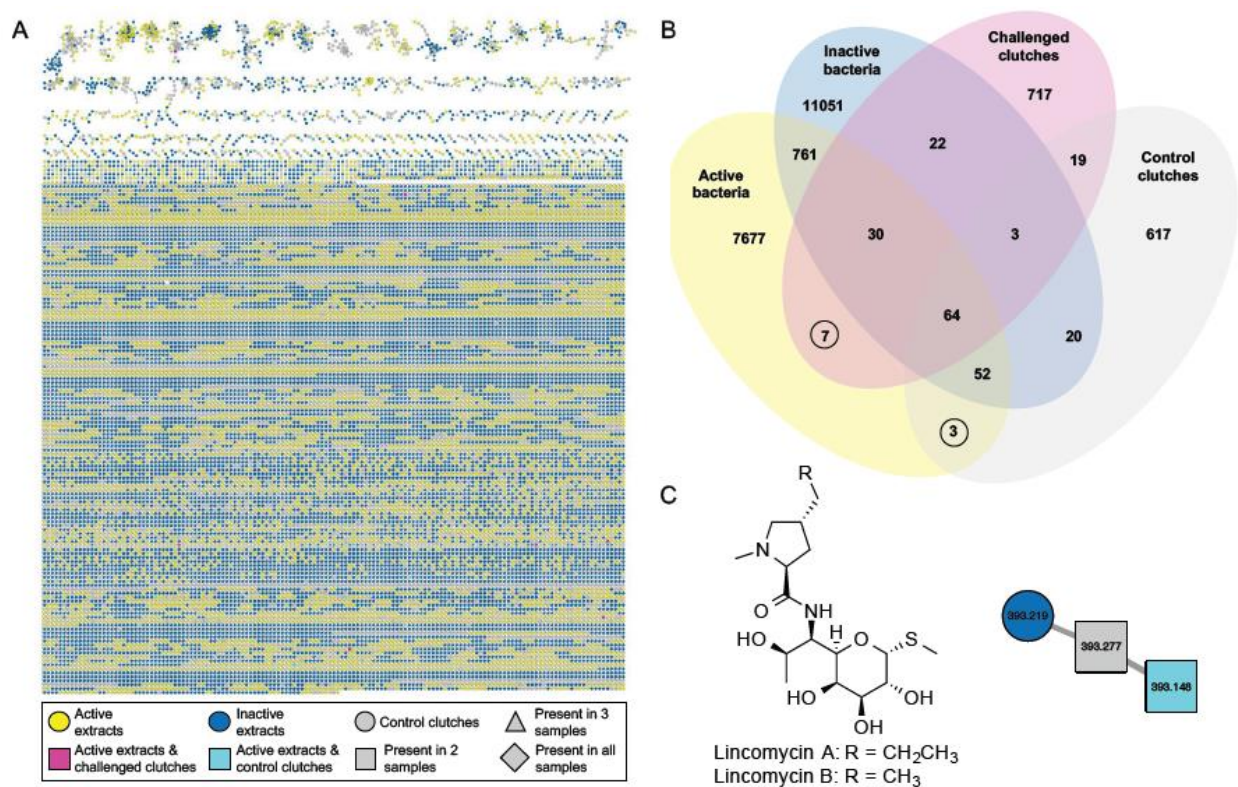 A
Active
extracts
Inactive
extracts
Control clutches
Present in 3
samples
Active extracts &
challenged clutches
Active extracts &
control clutches
Present in 2
samples
Present in all
samples
B
Inactive
bacteria
Challenged
clutches
11051
717
22
761
19
Control
clutches
Active
bacteria
7677
30
3
617
64
7
20
52
3
C
R
N
O
NH
HO
H
O
S
HO
OH
OH
393.219
393.277
393.148
Lincomycin A: R = CH₂CH₃
Lincomycin B: R = CH₃